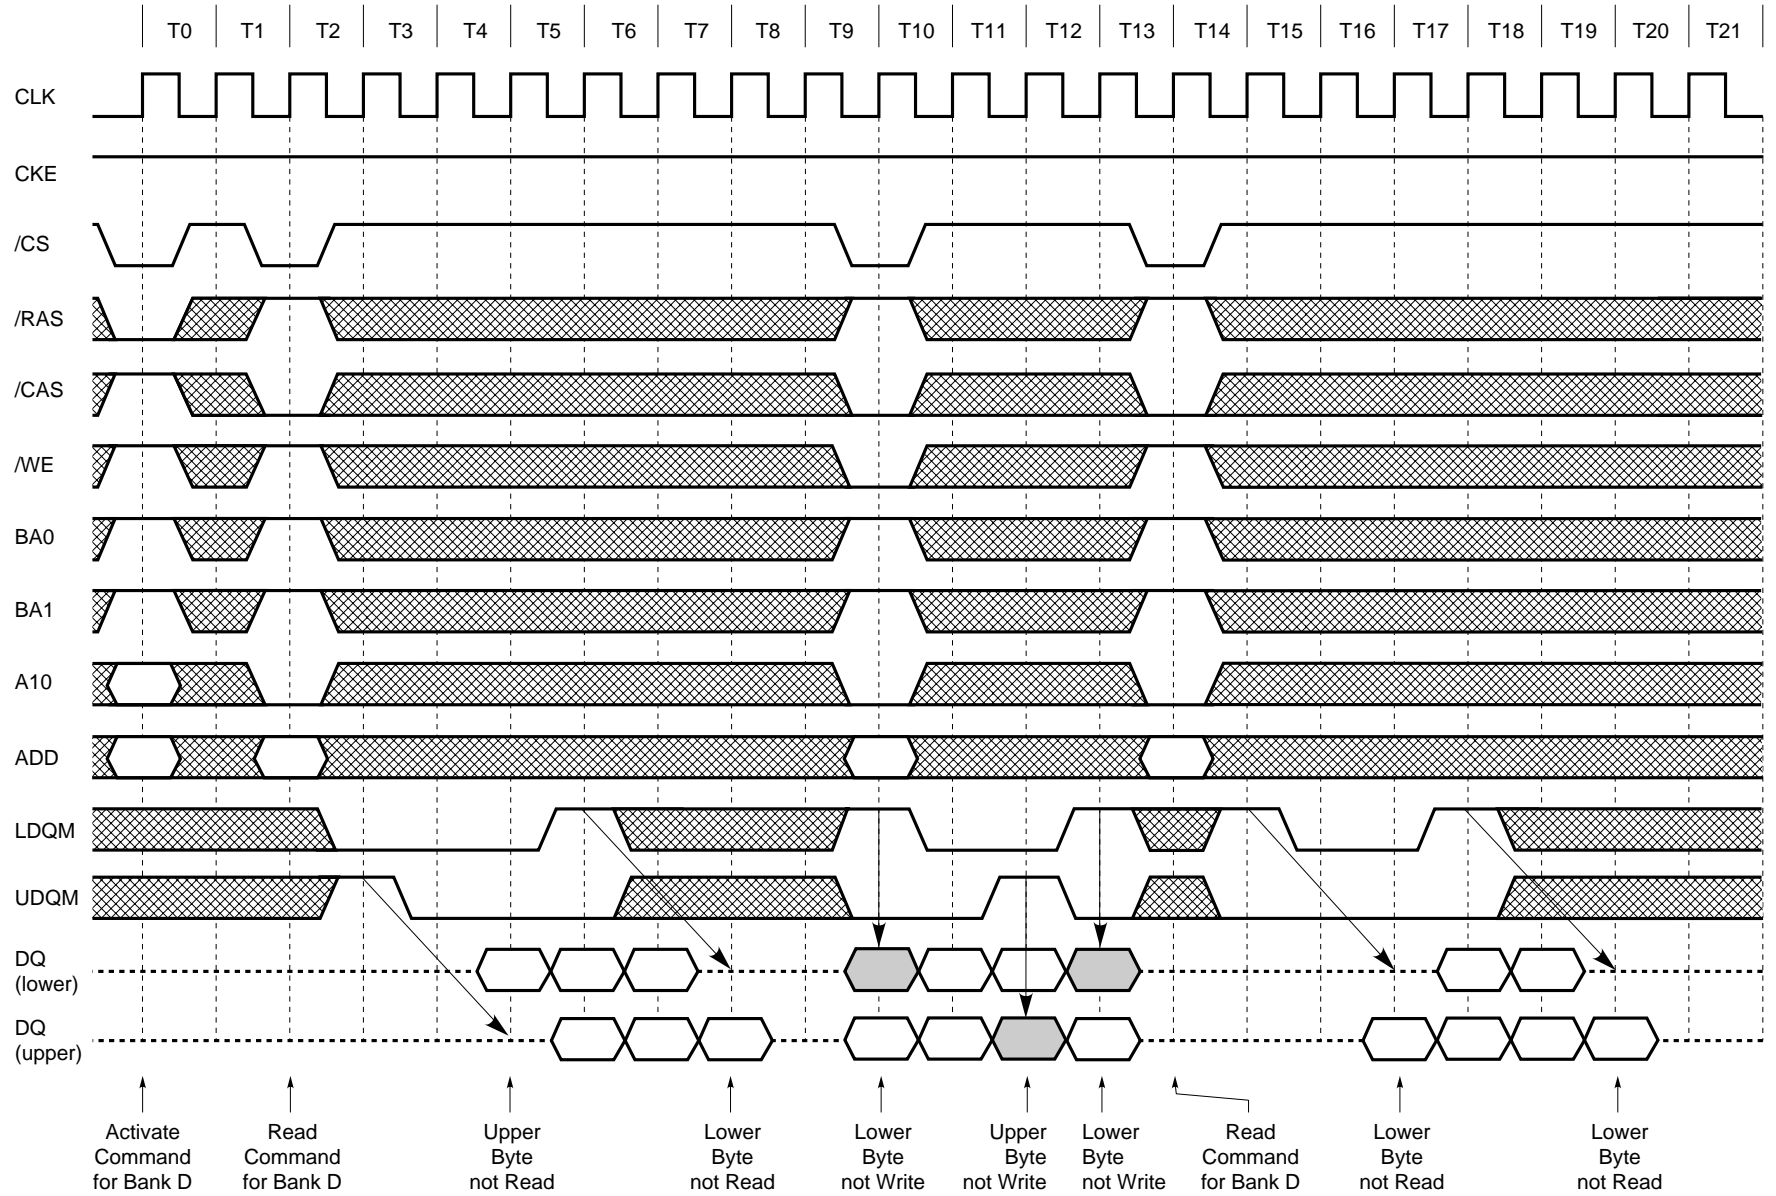 T0 T1 T2 T3 T4 T5 T6 T7 T8 T9 T10 T11 T12 T13 T14 T15 T16 T17 T18 T19 T20 T21
CLK
CKE
/CS
/RAS
/CAS
/WE
BA0
BA1
A10
ADD
LDQM
UDQM
DQ
(lower)
DQ
(upper)
Activate
Command
for Bank D
Read
Command
for Bank D
Upper
Byte
not Read
Lower
Byte
not Read
Lower
Byte
not Write
Upper
Byte
not Write
Lower
Byte
not Write
Read
Command
for Bank D
Lower
Byte
not Read
Lower
Byte
not Read